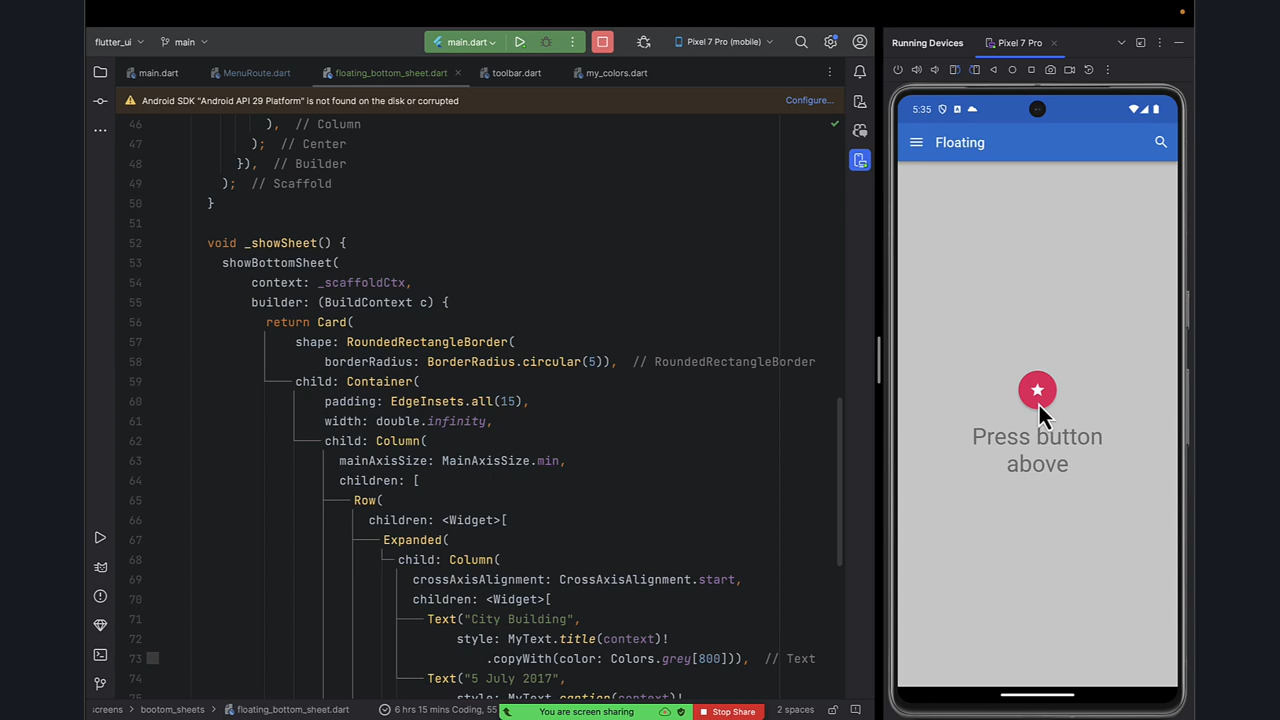 flutter_ui
main
main.dart
Pixel 7 Pro (mobile)
Running Devices
Pixel 7 Pro
main.dart
MenuRoute.dart
floating_bottom_sheet.dart
toolbar.dart
my_colors.dart
Android SDK "Android API 29 Platform" is not found on the disk or corrupted
Configure...
46 ), // Column
47 ); // Center
48 }), // Builder
49 ); // Scaffold
50 }
51
52 void _showSheet() {
53 showBottomSheet(
54 context: _scaffoldCtx,
55 builder: (BuildContext c) {
56 return Card(
57 shape: RoundedRectangleBorder(
58 borderRadius: BorderRadius.circular(5)), // RoundedRectangleBorder
59 child: Container(
60 padding: EdgeInsets.all(15),
61 width: double.infinity,
62 child: Column(
63 mainAxisSize: MainAxisSize.min,
64 children: [
65 Row(
66 children: <Widget>[
67 Expanded(
68 child: Column(
69 crossAxisAlignment: CrossAxisAlignment.start,
70 children: <Widget>[
71 Text("City Building",
72 style: MyText.title(context)!
73 .copyWith(color: Colors.grey[800])), // Text
74 Text("5 July 2017",
75 style: MyText.caption(context)!
5:35
Floating
Press button
above
screens
bootom_sheets
floating_bottom_sheet.dart
6 hrs 15 mins Coding, 55
You are screen sharing
Stop Share